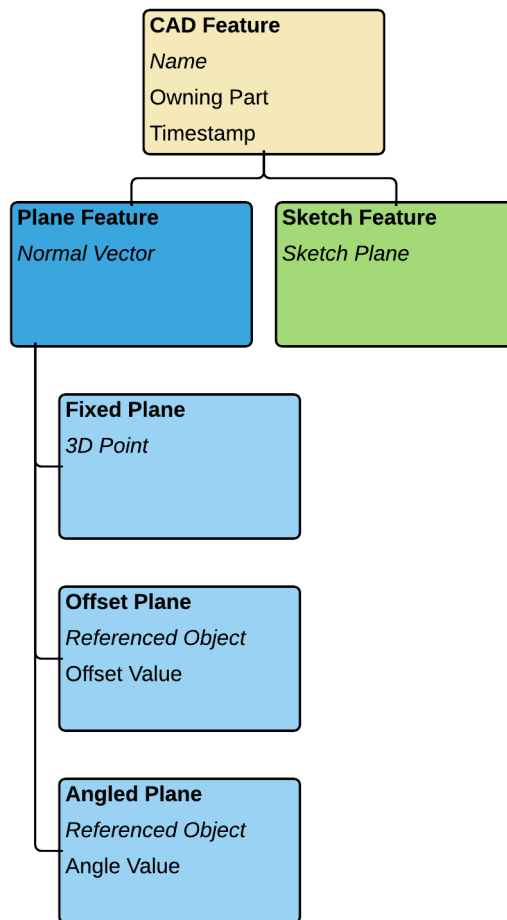 CAD Feature
Name
Owning Part
Timestamp
Plane Feature
Normal Vector
Sketch Feature
Sketch Plane
Fixed Plane
3D Point
Offset Plane
Referenced Object
Offset Value
Angled Plane
Referenced Object
Angle Value